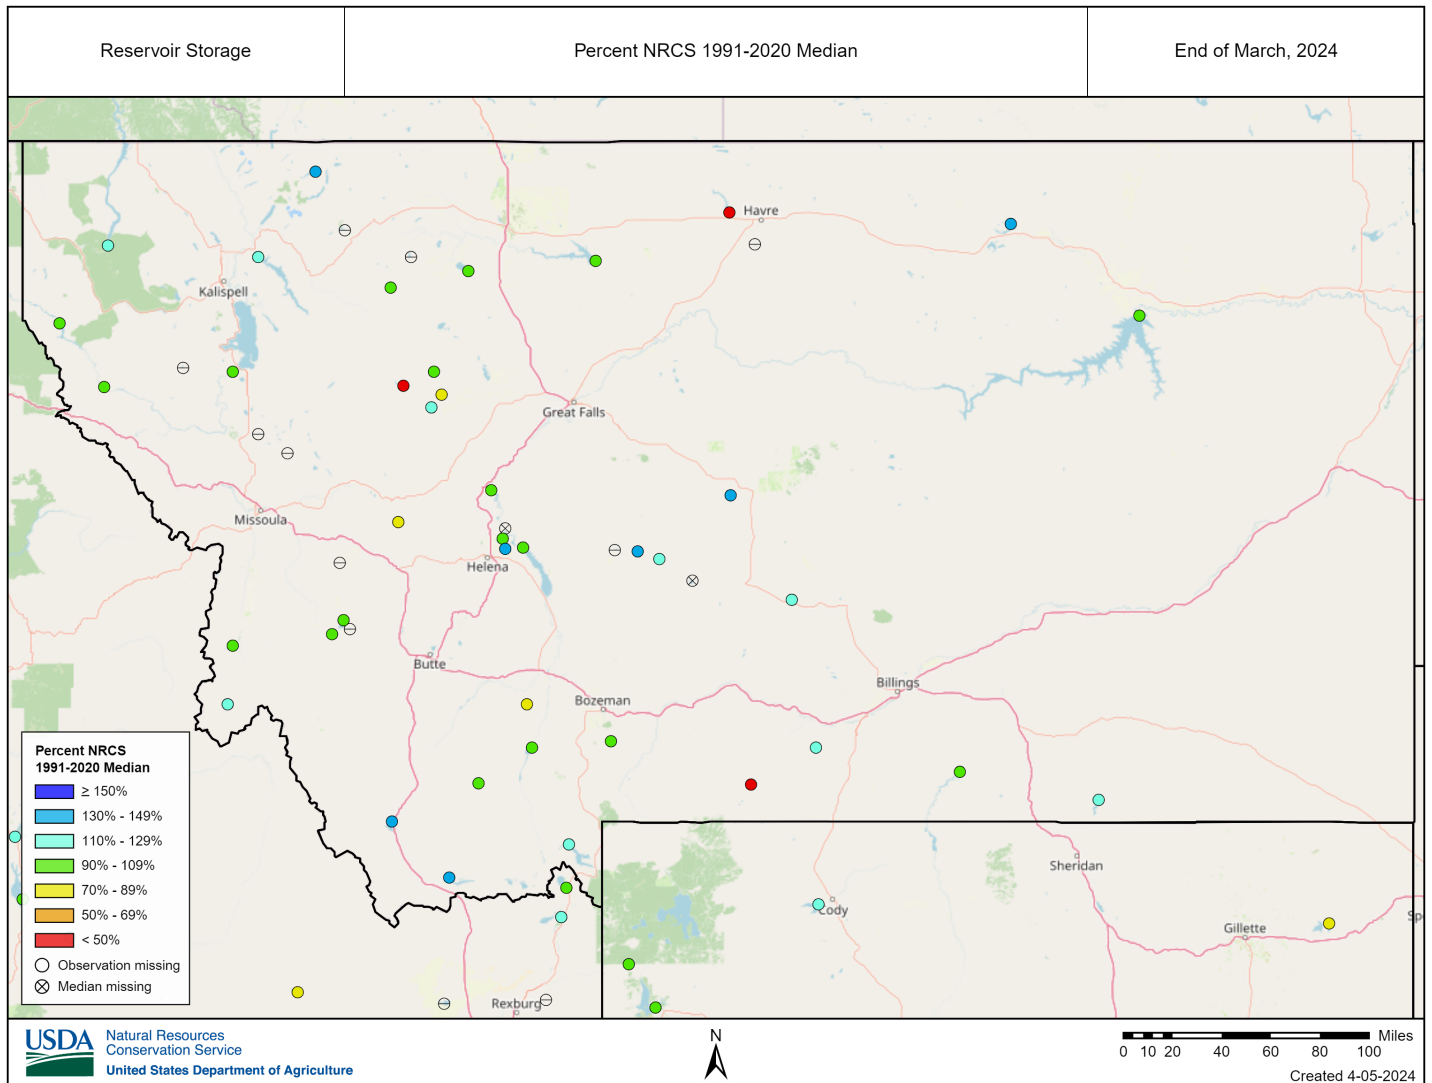 Reservoir Storage
Percent NRCS 1991-2020 Median
End of March, 2024
Havre
Kalispell
Great Falls
Missoula
Helena
Butte
Billings
Bozeman
Percent NRCS
1991-2020 Median
≥ 150%
130% - 149%
110% - 129%
90% - 109%
70% - 89%
50% - 69%
< 50%
Observation missing
Median missing
Sheridan
Cody
Gillette
Sp
Rexburg
USDA
Natural Resources
Conservation Service
United States Department of Agriculture
N
Miles
0 10 20 40 60 80 100
Created 4-05-2024